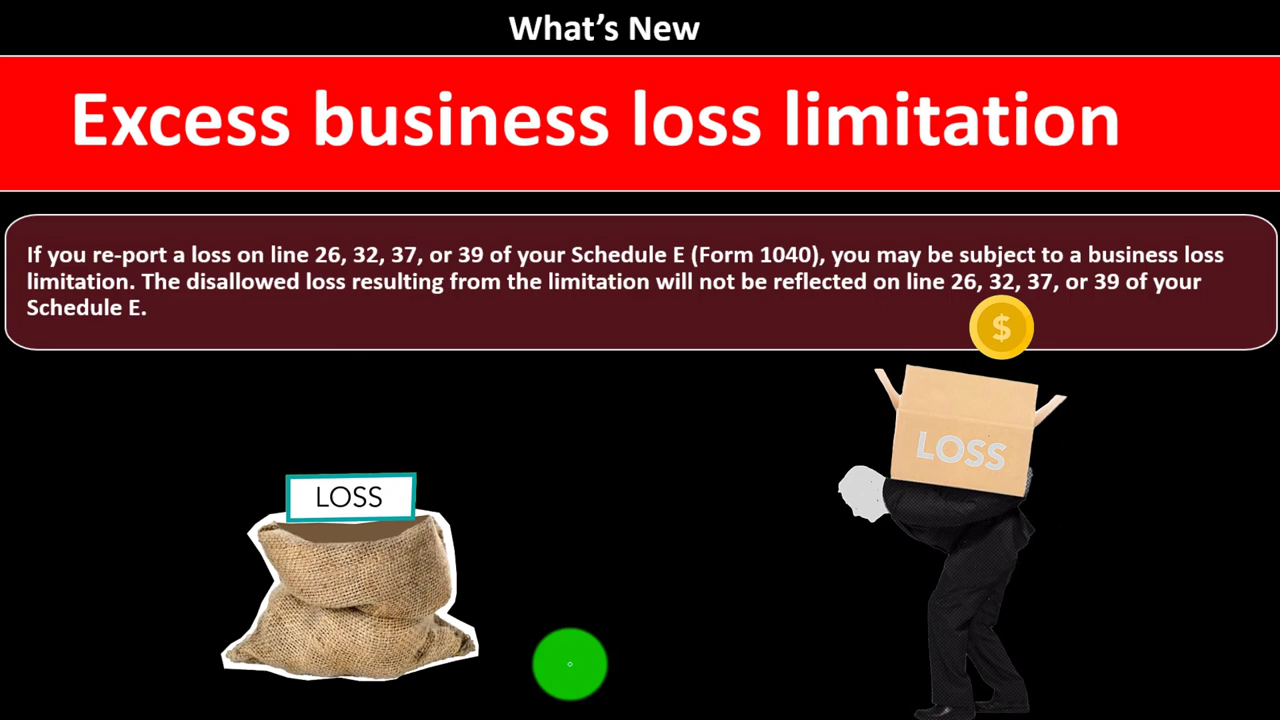 What’s New
Excess business loss limitation
If you re-port a loss on line 26, 32, 37, or 39 of your Schedule E (Form 1040), you may be subject to a business loss
limitation. The disallowed loss resulting from the limitation will not be reflected on line 26, 32, 37, or 39 of your
Schedule E.
$
LOSS
LOSS